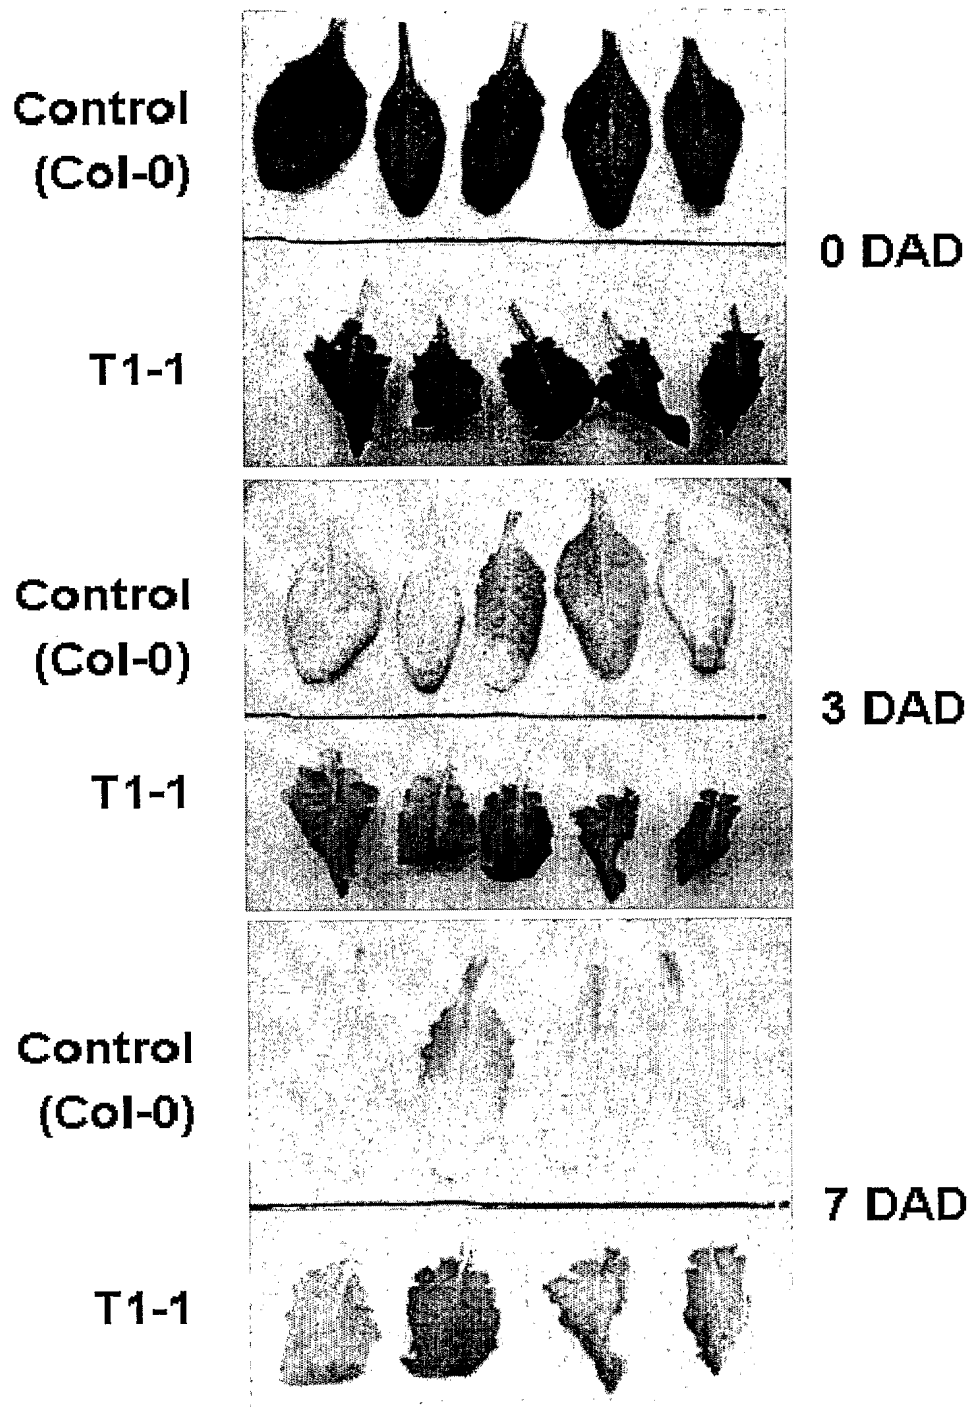 Control
(Col-0)
0 DAD
T1-1
Control
(Col-0)
3 DAD
T1-1
Control
(Col-0)
7 DAD
T1-1